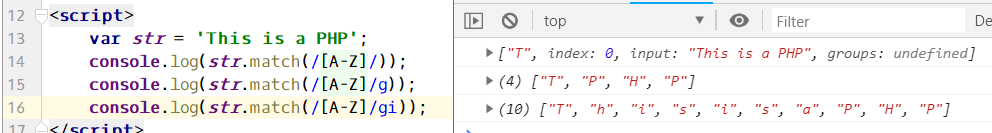 12 <script>
13 var str = 'This is a PHP';
14 console.log(str.match(/[A-Z]/));
15 console.log(str.match(/[A-Z]/g));
16 console.log(str.match(/[A-Z]/gi));
17 </script>
top Filter De
["T", index: 0, input: "This is a PHP", groups: undefined]
(4) ["T", "P", "H", "P"]
(10) ["T", "h", "i", "s", "i", "s", "a", "P", "H", "P"]